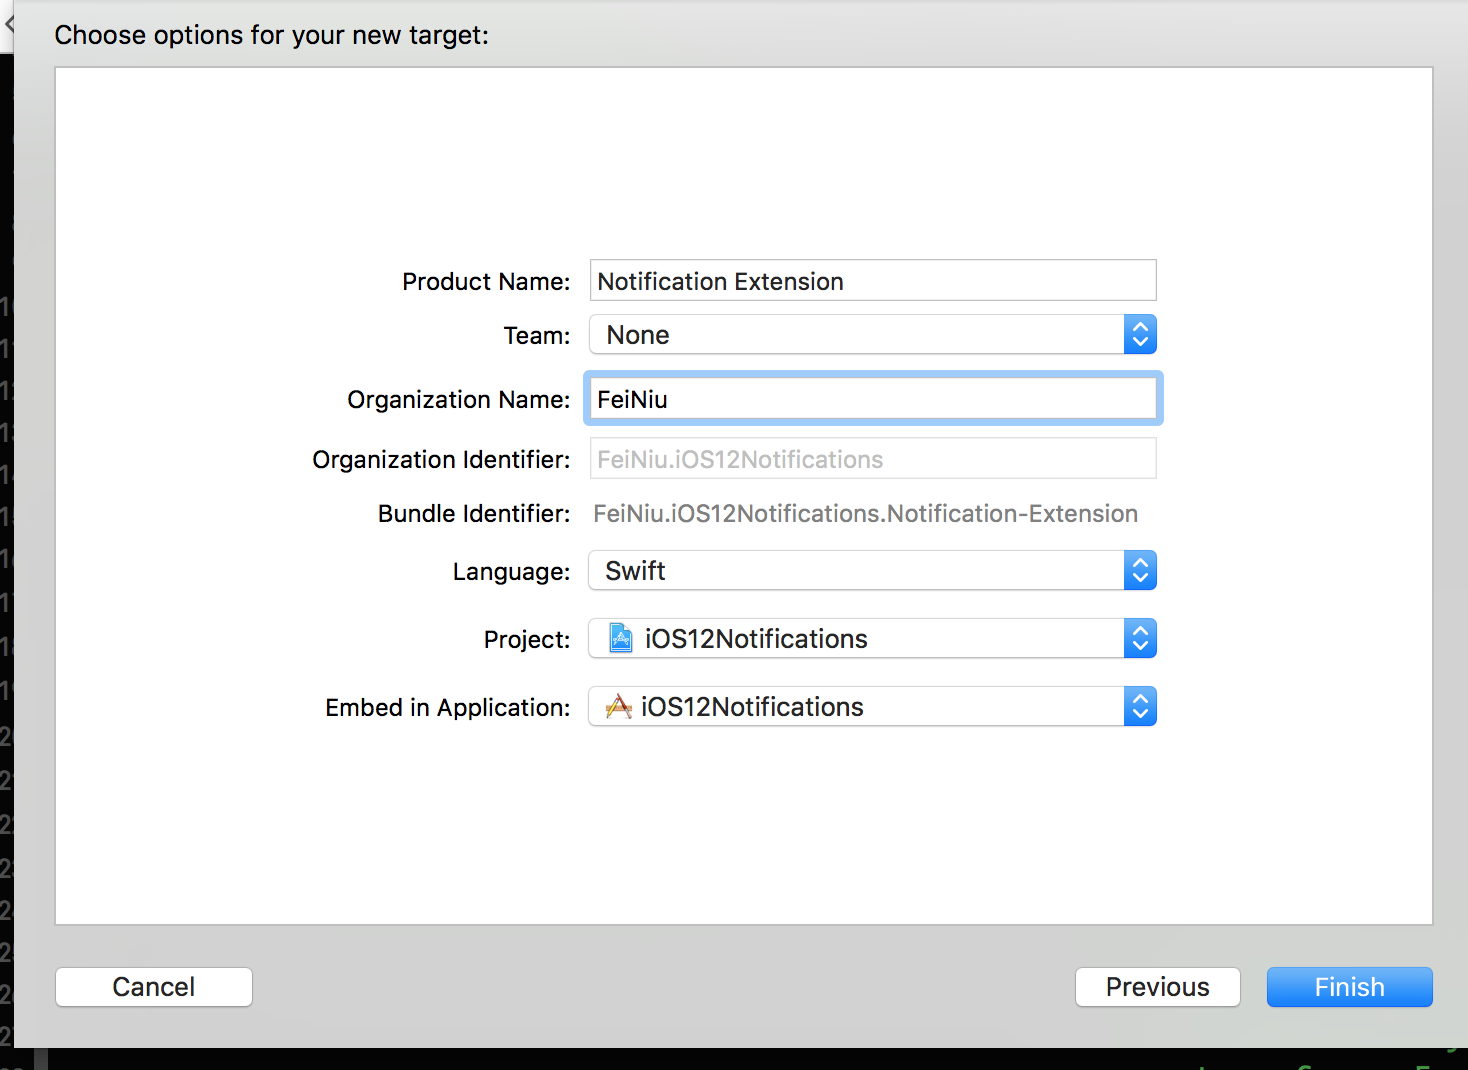 Choose options for your new target:
Product Name: Notification Extension
Team: None
Organization Name: FeiNiu
Organization Identifier: FeiNiu.iOS12Notifications
Bundle Identifier: FeiNiu.iOS12Notifications.Notification-Extension
Language: Swift
Project: iOS12Notifications
Embed in Application: iOS12Notifications
Cancel Previous Finish